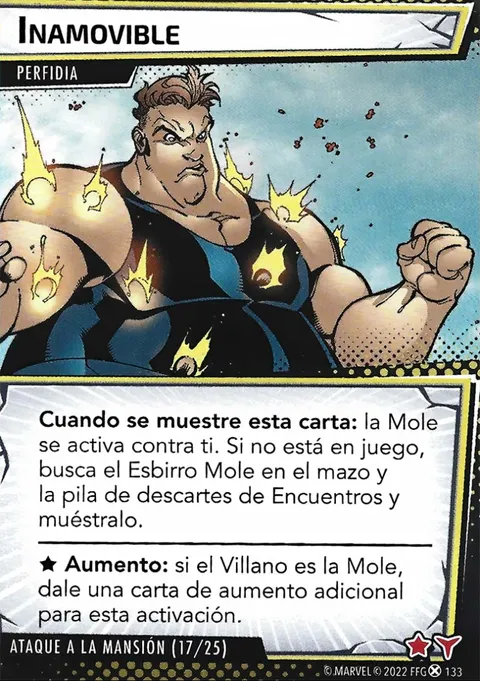 INAMOVIBLE
PERFIDIA
Cuando se muestre esta carta: la Mole
se activa contra ti. Si no está en juego,
busca el Esbirro Mole en el mazo y
la pila de descartes de Encuentros y
muéstralo.
★ Aumento: si el Villano es la Mole,
dale una carta de aumento adicional
para esta activación.
ATAQUE A LA MANSIÓN (17/25)
© MARVEL © 2022 FFG 133